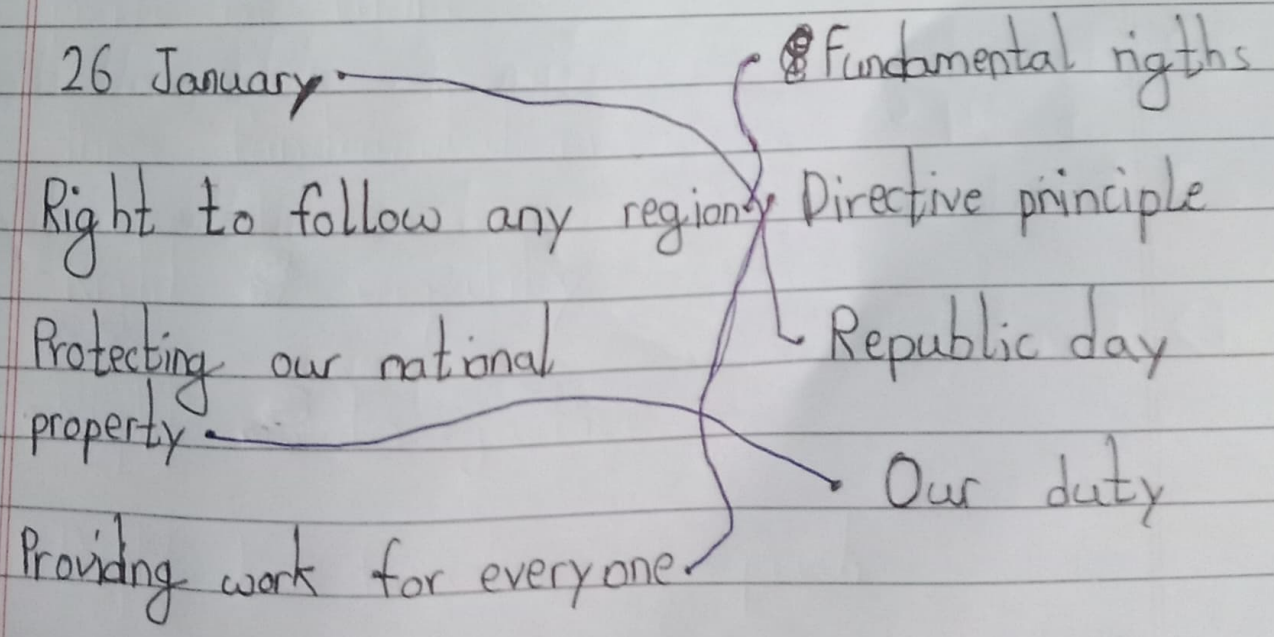 26 January Fundamental rigths
Right to follow any region Directive principle
Protecting our national Republic day
property Our duty
Providng work for everyone